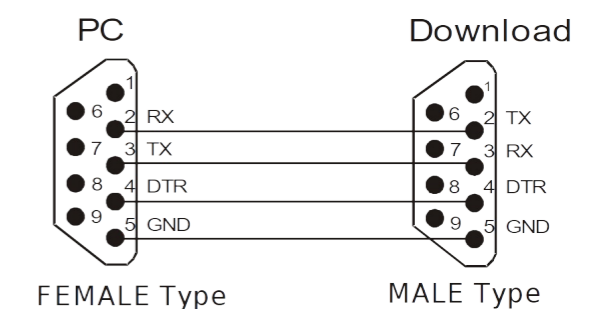 PC Download
1 1
6 2 RX 6 2 TX
7 3 TX 7 3 RX
8 4 DTR 8 4 DTR
9 5 GND 9 5 GND
FEMALE Type MALE Type